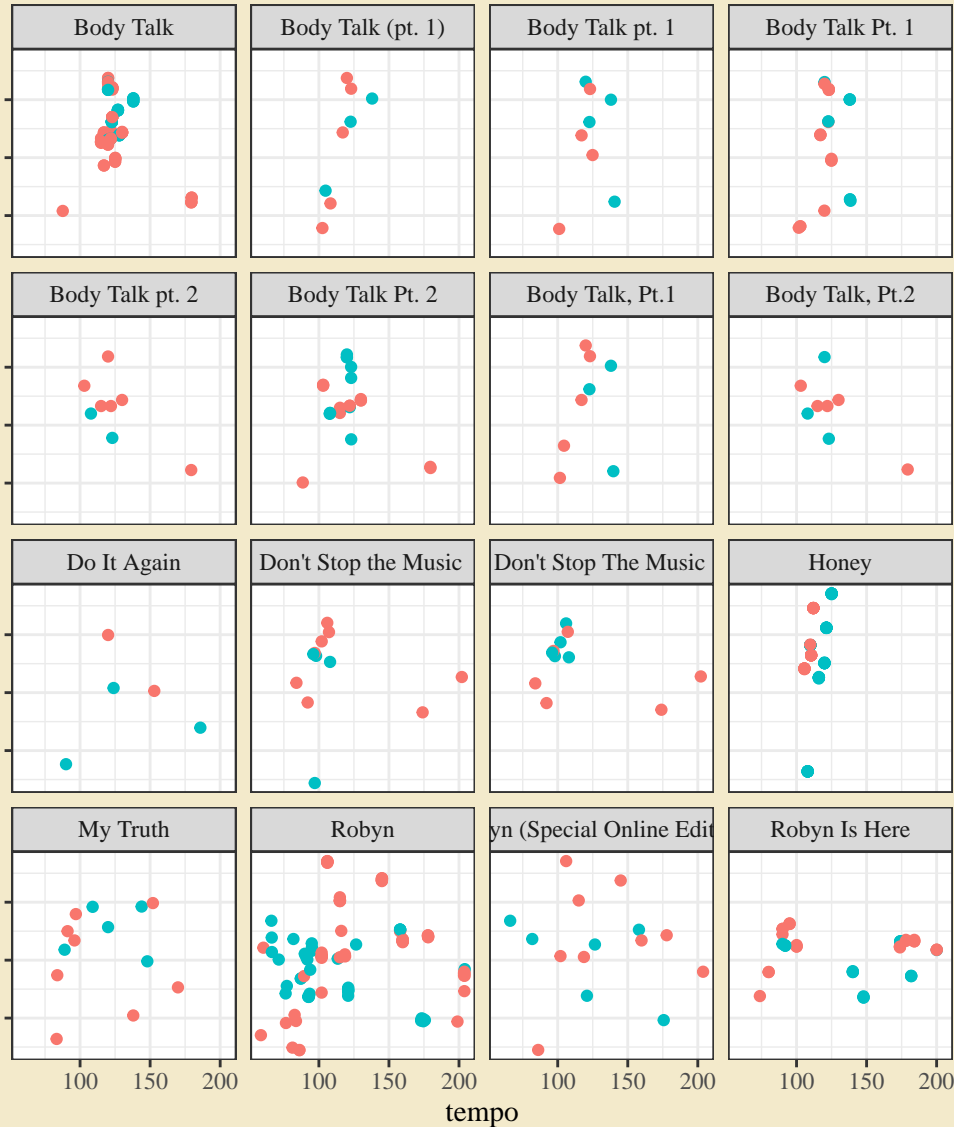 Body Talk
Body Talk (pt. 1)
Body Talk pt. 1
Body Talk Pt. 1
Body Talk pt. 2
Body Talk Pt. 2
Body Talk, Pt.1
Body Talk, Pt.2
Do It Again
Don't Stop the Music
Don't Stop The Music
Honey
My Truth
Robyn
yn (Special Online Edit
Robyn Is Here
100 150 200 100 150 200 100 150 200 100 150 200
tempo